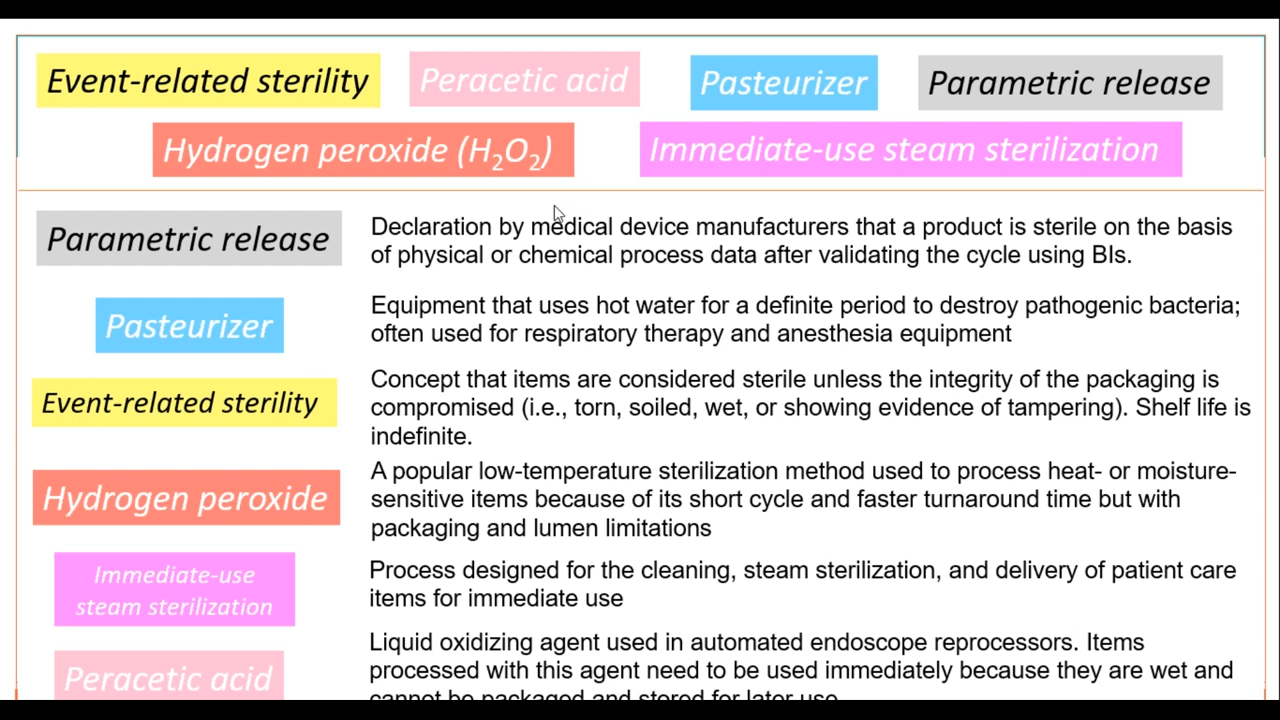 Event-related sterility Peracetic acid Pasteurizer Parametric release
Hydrogen peroxide (H₂O₂) Immediate-use steam sterilization
Parametric release
Declaration by medical device manufacturers that a product is sterile on the basis
of physical or chemical process data after validating the cycle using BIs.
Pasteurizer
Equipment that uses hot water for a definite period to destroy pathogenic bacteria;
often used for respiratory therapy and anesthesia equipment
Event-related sterility
Concept that items are considered sterile unless the integrity of the packaging is
compromised (i.e., torn, soiled, wet, or showing evidence of tampering). Shelf life is
indefinite.
Hydrogen peroxide
A popular low-temperature sterilization method used to process heat- or moisture-
sensitive items because of its short cycle and faster turnaround time but with
packaging and lumen limitations
Immediate-use
steam sterilization
Process designed for the cleaning, steam sterilization, and delivery of patient care
items for immediate use
Peracetic acid
Liquid oxidizing agent used in automated endoscope reprocessors. Items
processed with this agent need to be used immediately because they are wet and
cannot be packaged and stored for later use